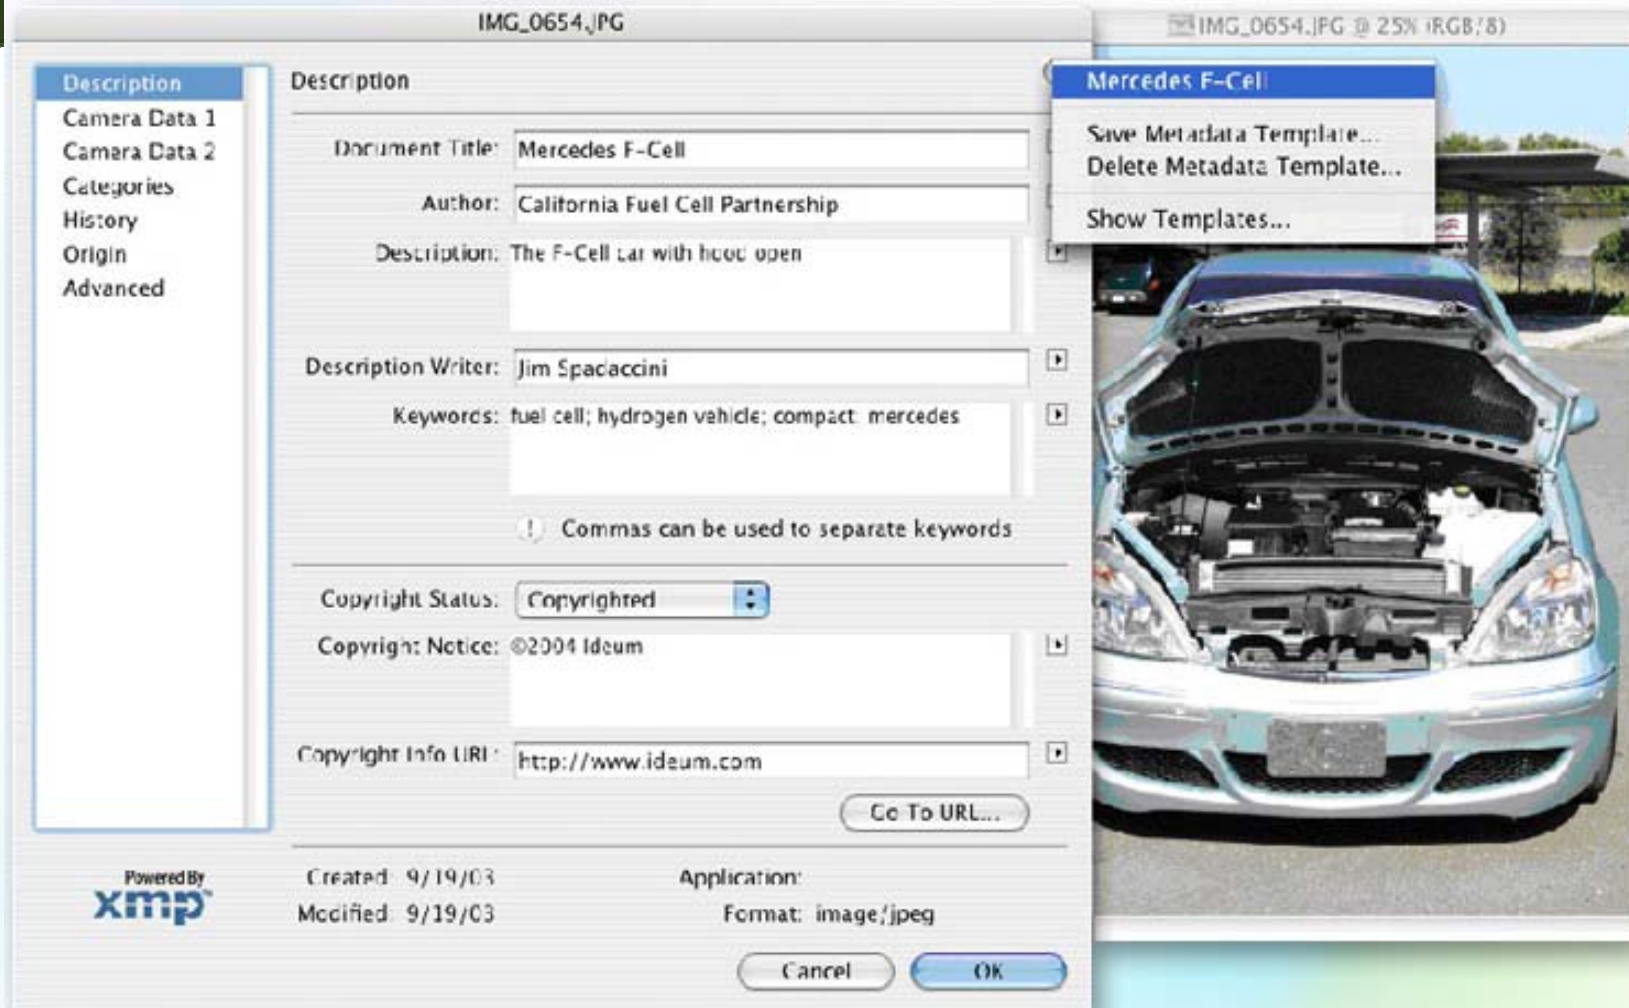 IMG_0654.JPG
IMG_0654.JPG @ 25% (RGB/8)
Description
Camera Data 1
Camera Data 2
Categories
History
Origin
Advanced
Description
Document Title: Mercedes F-Cell
Author: California Fuel Cell Partnership
Description: The F-Cell car with hood open
Description Writer: Jim Spadaccini
Keywords: fuel cell; hydrogen vehicle; compact; mercedes
! Commas can be used to separate keywords
Copyright Status: Copyrighted
Copyright Notice: ©2004 Ideum
Copyright Info URL: http://www.ideum.com
Go To URL...
Powered By
xmp™
Created: 9/19/03
Modified: 9/19/03
Application:
Format: image/jpeg
Cancel
OK
Mercedes F-Cell
Save Metadata Template...
Delete Metadata Template...
Show Templates...